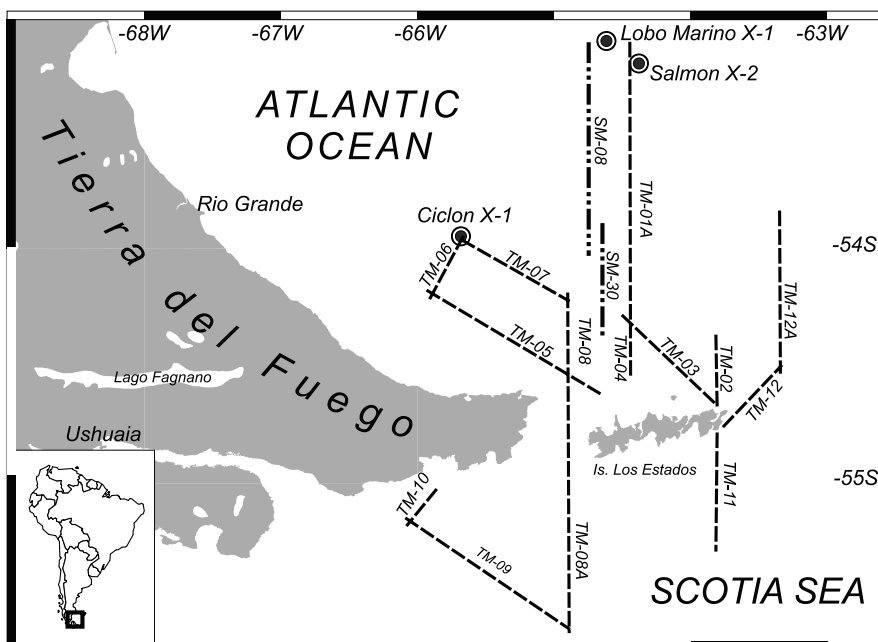 -68W
-67W
-66W
-63W
Lobo Marino X-1
Salmon X-2
ATLANTIC
OCEAN
SM-08
TM-01A
Tierra
del
Fuego
Rio Grande
Ciclon X-1
-54S
TM-06
TM-07
SM-30
TM-12A
TM-05
TM-08
TM-04
TM-03
TM-02
TM-12
Lago Fagnano
Ushuaia
Is. Los Estados
-55S
TM-10
TM-11
TM-09
TM-08A
SCOTIA SEA